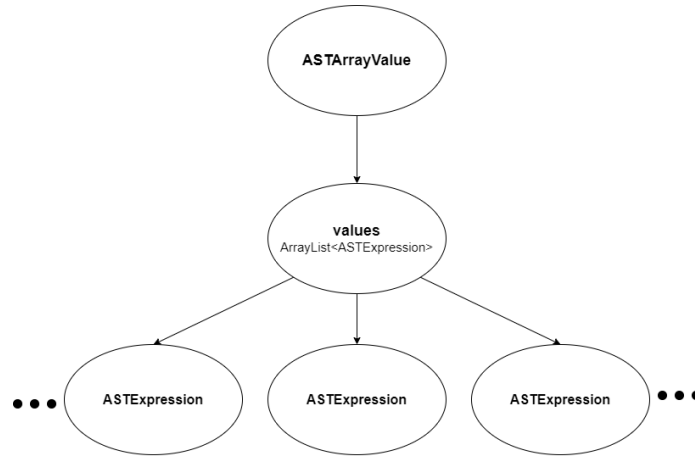 ASTArrayValue
values
ArrayList<ASTExpression>
ASTExpression
ASTExpression
ASTExpression